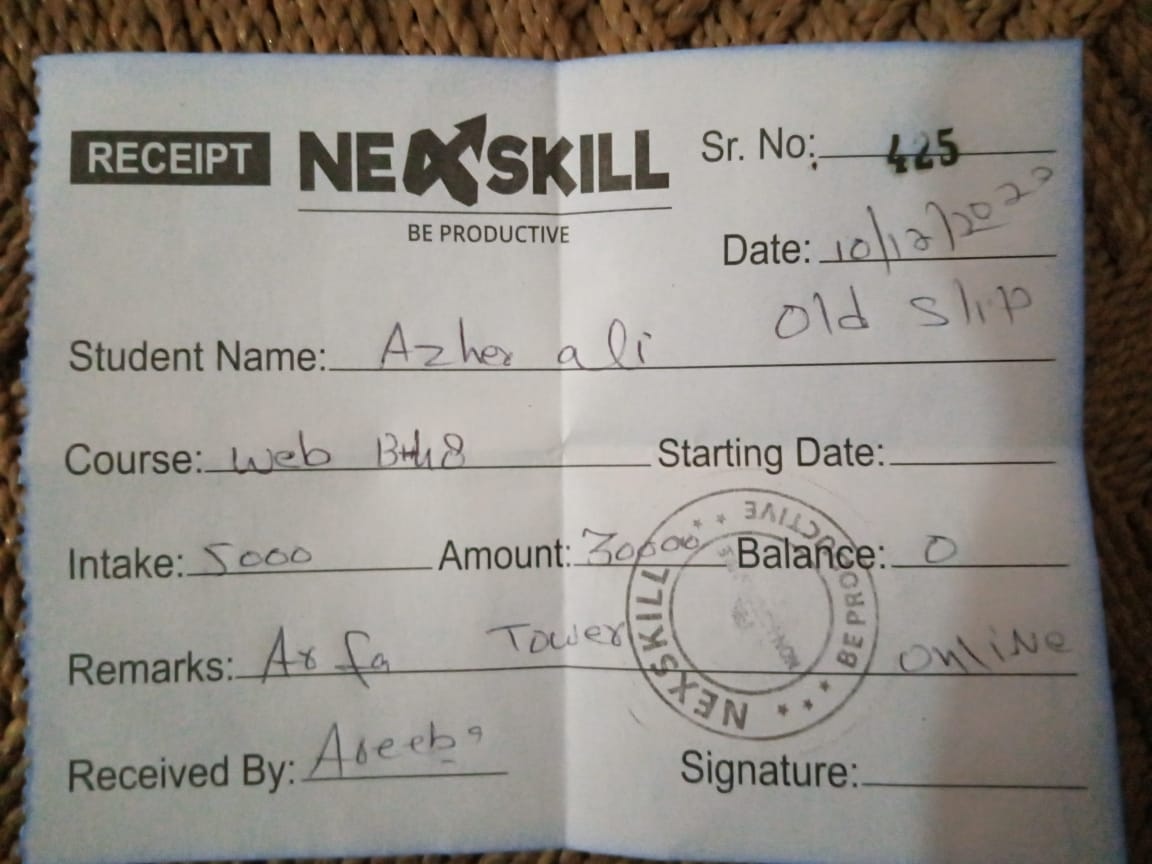 RECEIPT NEXSKILL Sr. No: 425
BE PRODUCTIVE
Date: 10/12/2020
Old Slip
Student Name: Azher ali
Course: Web Starting Date:
Intake: 5000 Amount: 30000 Balance: 0
Remarks: Arfa Tower online
Received By: Areeba
Signature:
NEXSKILL ** BE PRODUCTIVE **